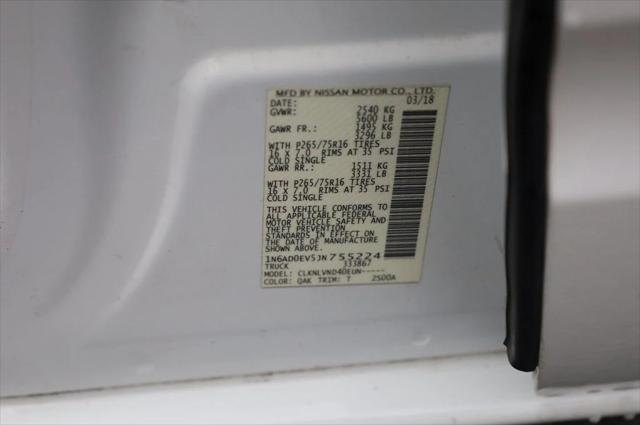 MFD BY NISSAN MOTOR CO., LTD.
DATE: 03/18
GVWR: 2540 KG
5600 LB
GAWR FR.: 1495 KG
3296 LB
WITH P265/75R16 TIRES
16 X 7.0 RIMS AT 35 PSI
COLD SINGLE
GAWR RR.: 1511 KG
3331 LB
WITH P265/75R16 TIRES
16 X 7.0 RIMS AT 35 PSI
COLD SINGLE
THIS VEHICLE CONFORMS TO
ALL APPLICABLE FEDERAL
MOTOR VEHICLE SAFETY AND
THEFT PREVENTION
STANDARDS IN EFFECT ON
THE DATE OF MANUFACTURE
SHOWN ABOVE.
1N6AD0EV5JN755224
TRUCK 333867
MODEL: CLKNLVND40EUN-----
COLOR: QAK TRIM: T 2500A